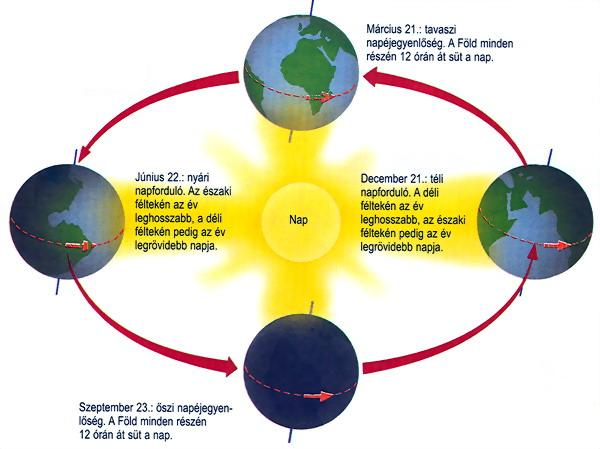 Március 21.: tavaszi
napéjegyenlőség. A Föld minden
részén 12 órán át süt a nap.
Június 22.: nyári
napforduló. Az északi
féltekén az év
leghosszabb, a déli
féltekén pedig az év
legrövidebb napja.
Nap
December 21.: téli
napforduló. A déli
féltekén az év
leghosszabb, az északi
féltekén pedig az év
legrövidebb napja.
Szeptember 23.: őszi napéjegyen-
lőség. A Föld minden részén
12 órán át süt a nap.